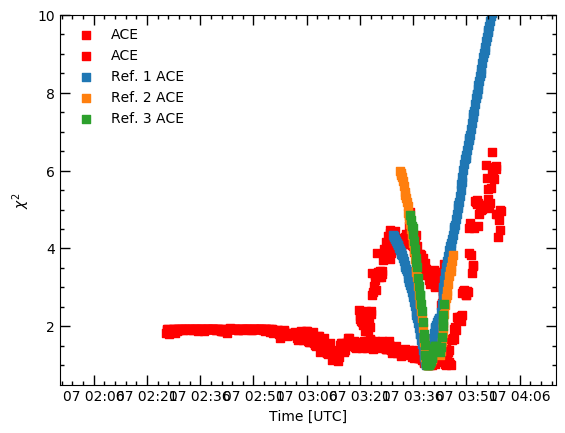 10
ACE
ACE
Ref. 1 ACE
Ref. 2 ACE
Ref. 3 ACE
8
6
4
2
χ²
07 02:06 07 02:21 07 02:36 07 02:51 07 03:06 07 03:21 07 03:36 07 03:51 07 04:06
Time [UTC]